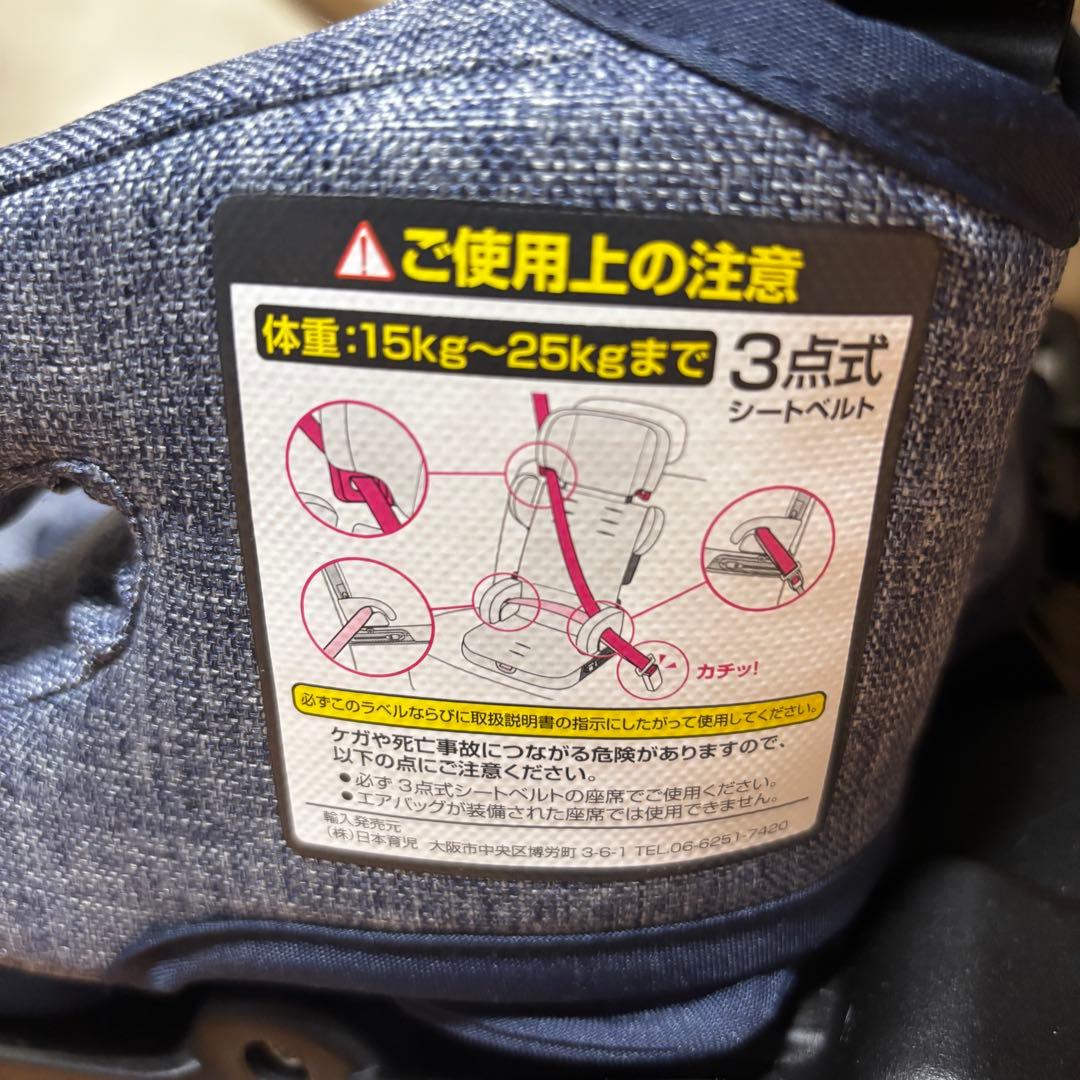 ご使用上の注意
体重:15kg〜25kgまで
3点式
シートベルト
カチッ!
必ずこのラベルならびに取扱説明書の指示にしたがって使用してください。
ケガや死亡事故につながる危険がありますので、
以下の点にご注意ください。
●必ず3点式シートベルトの座席でご使用ください。
●エアバッグが装備された座席では使用できません。
輸入発売元
(株)日本育児 大阪市中央区博労町3-6-1 TEL.06-6251-7420